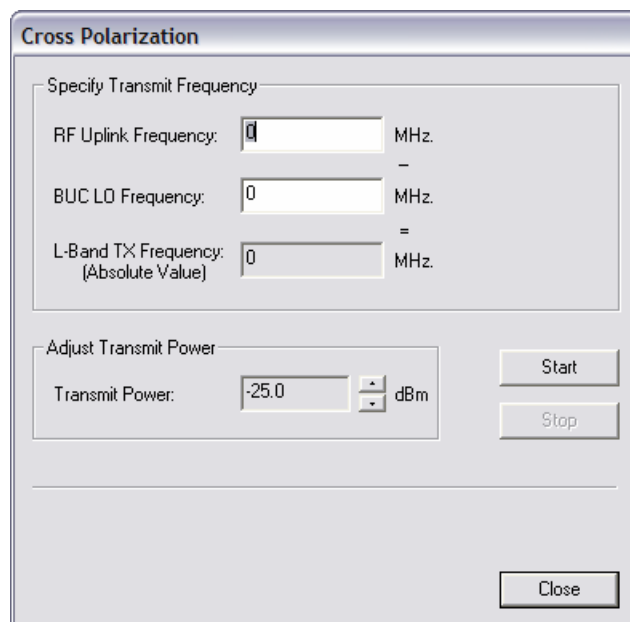 Cross Polarization
Specify Transmit Frequency
RF Uplink Frequency: 0 MHz.
–
BUC LO Frequency: 0 MHz.
=
L-Band TX Frequency: 0 MHz.
(Absolute Value)
Adjust Transmit Power
Transmit Power: -25.0 dBm
Start
Stop
Close